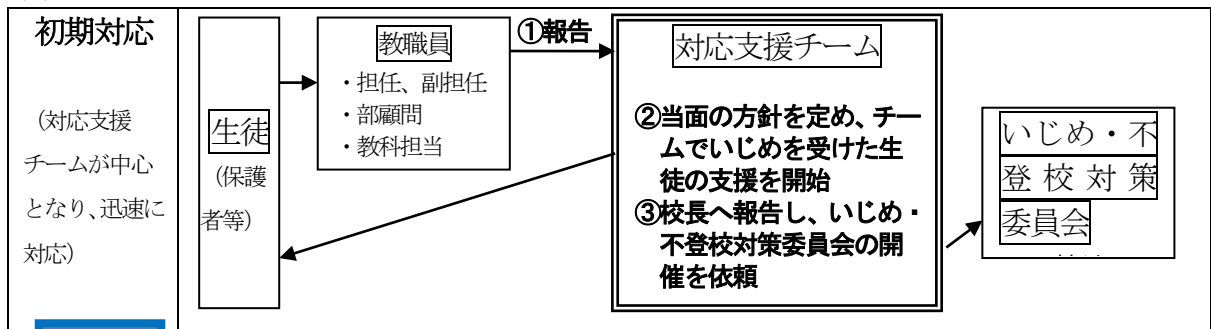 初期対応
(対応支援
チームが中心
となり、迅速に
対応)
生徒
(保護
者等)
教職員
・担任、副担任
・部顧問
・教科担当
①報告
対応支援チーム
②当面の方針を定め、チー
ムでいじめを受けた生
徒の支援を開始
③校長へ報告し、いじめ・
不登校対策委員会の開
催を依頼
いじめ・不
登校対策
委員会